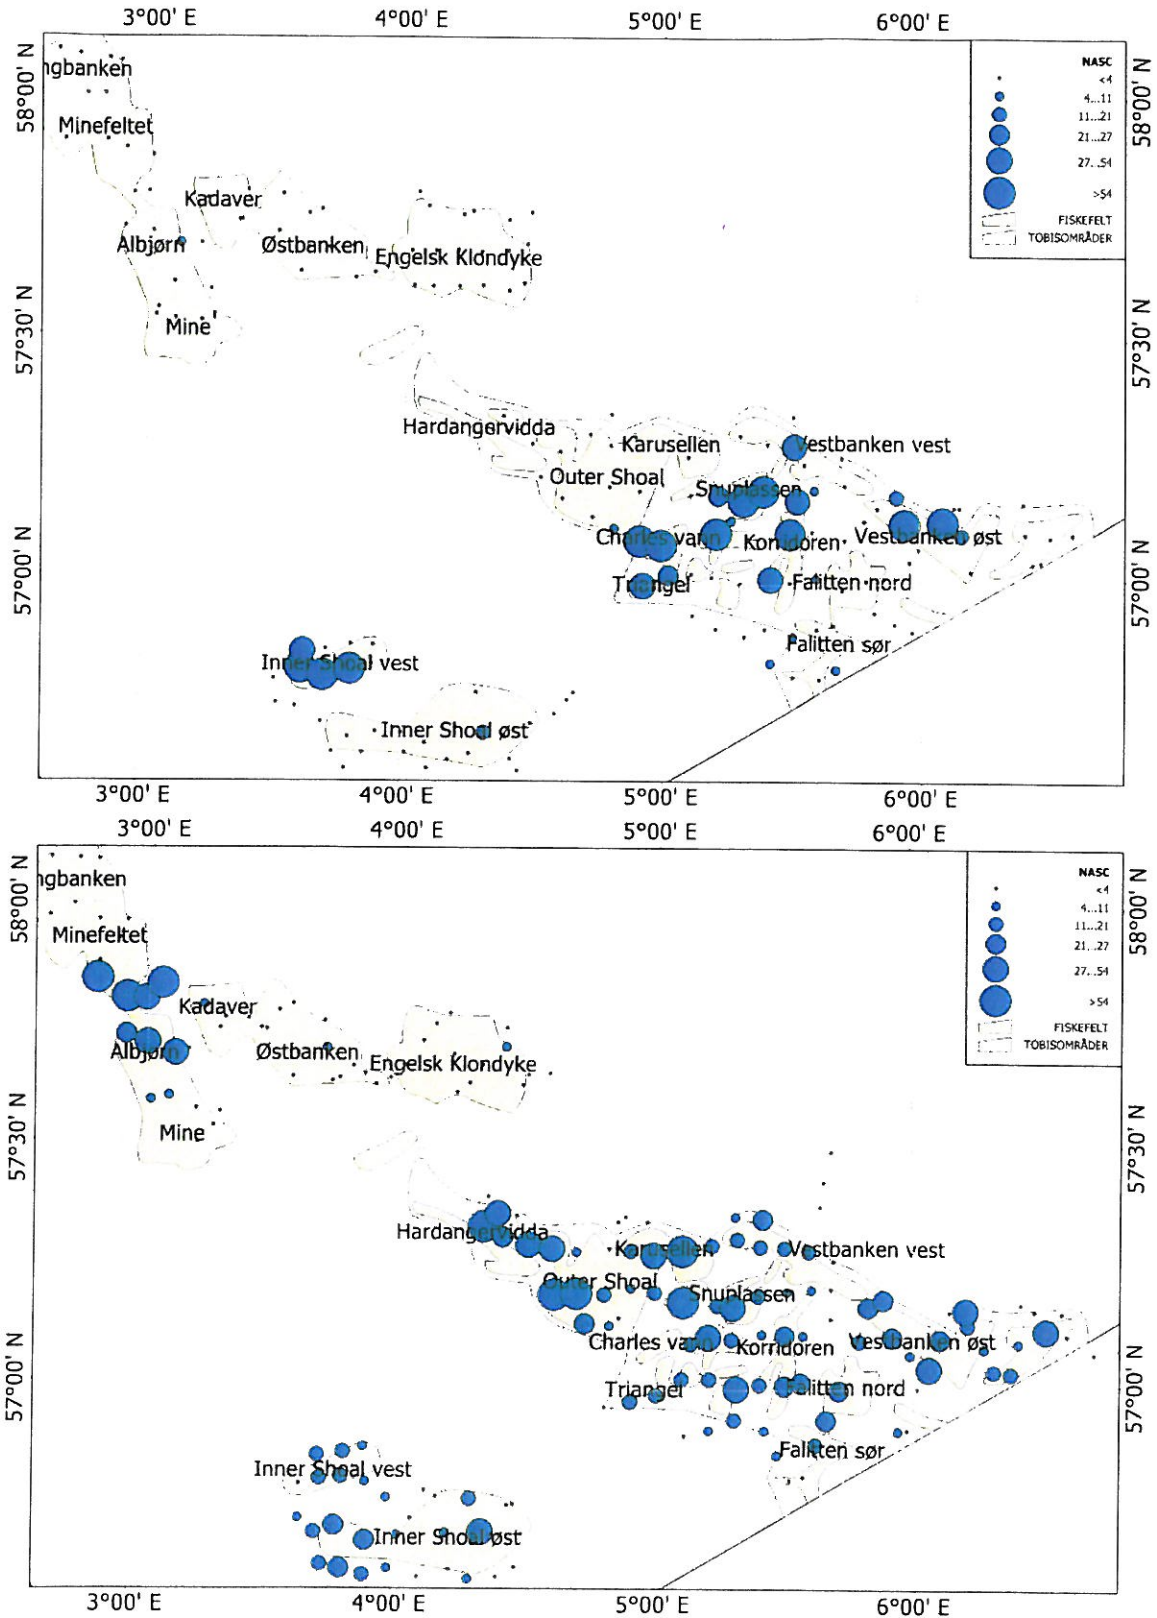 3°00' E 4°00' E 5°00' E 6°00' E
58°00' N
57°30' N
57°00' N
ngbanken
Minefeltet
Kadaver
Albjørn
Østbanken
Engelsk Klondyke
Mine
Hardangervidda
Karusellen
Vestbanken vest
Outer Shoal
Snuplassen
Charles vann
Korridoren
Vestbanken øst
Triangel
Falitten nord
Falitten sør
Inner Shoal vest
Inner Shoal øst
NASC
<4
4...11
11...21
21...27
27...54
>54
FISKEFELT
TOBISOMRÅDER
58°00' N
57°30' N
57°00' N
3°00' E 4°00' E 5°00' E 6°00' E
3°00' E 4°00' E 5°00' E 6°00' E
58°00' N
57°30' N
57°00' N
ngbanken
Minefeltet
Kadaver
Albjørn
Østbanken
Engelsk Klondyke
Mine
Hardangervidda
Karusellen
Vestbanken vest
Outer Shoal
Snuplassen
Charles vann
Korridoren
Vestbanken øst
Triangel
Falitten nord
Falitten sør
Inner Shoal vest
Inner Shoal øst
NASC
<4
4...11
11...21
21...27
27...54
>54
FISKEFELT
TOBISOMRÅDER
58°00' N
57°30' N
57°00' N
3°00' E 4°00' E 5°00' E 6°00' E